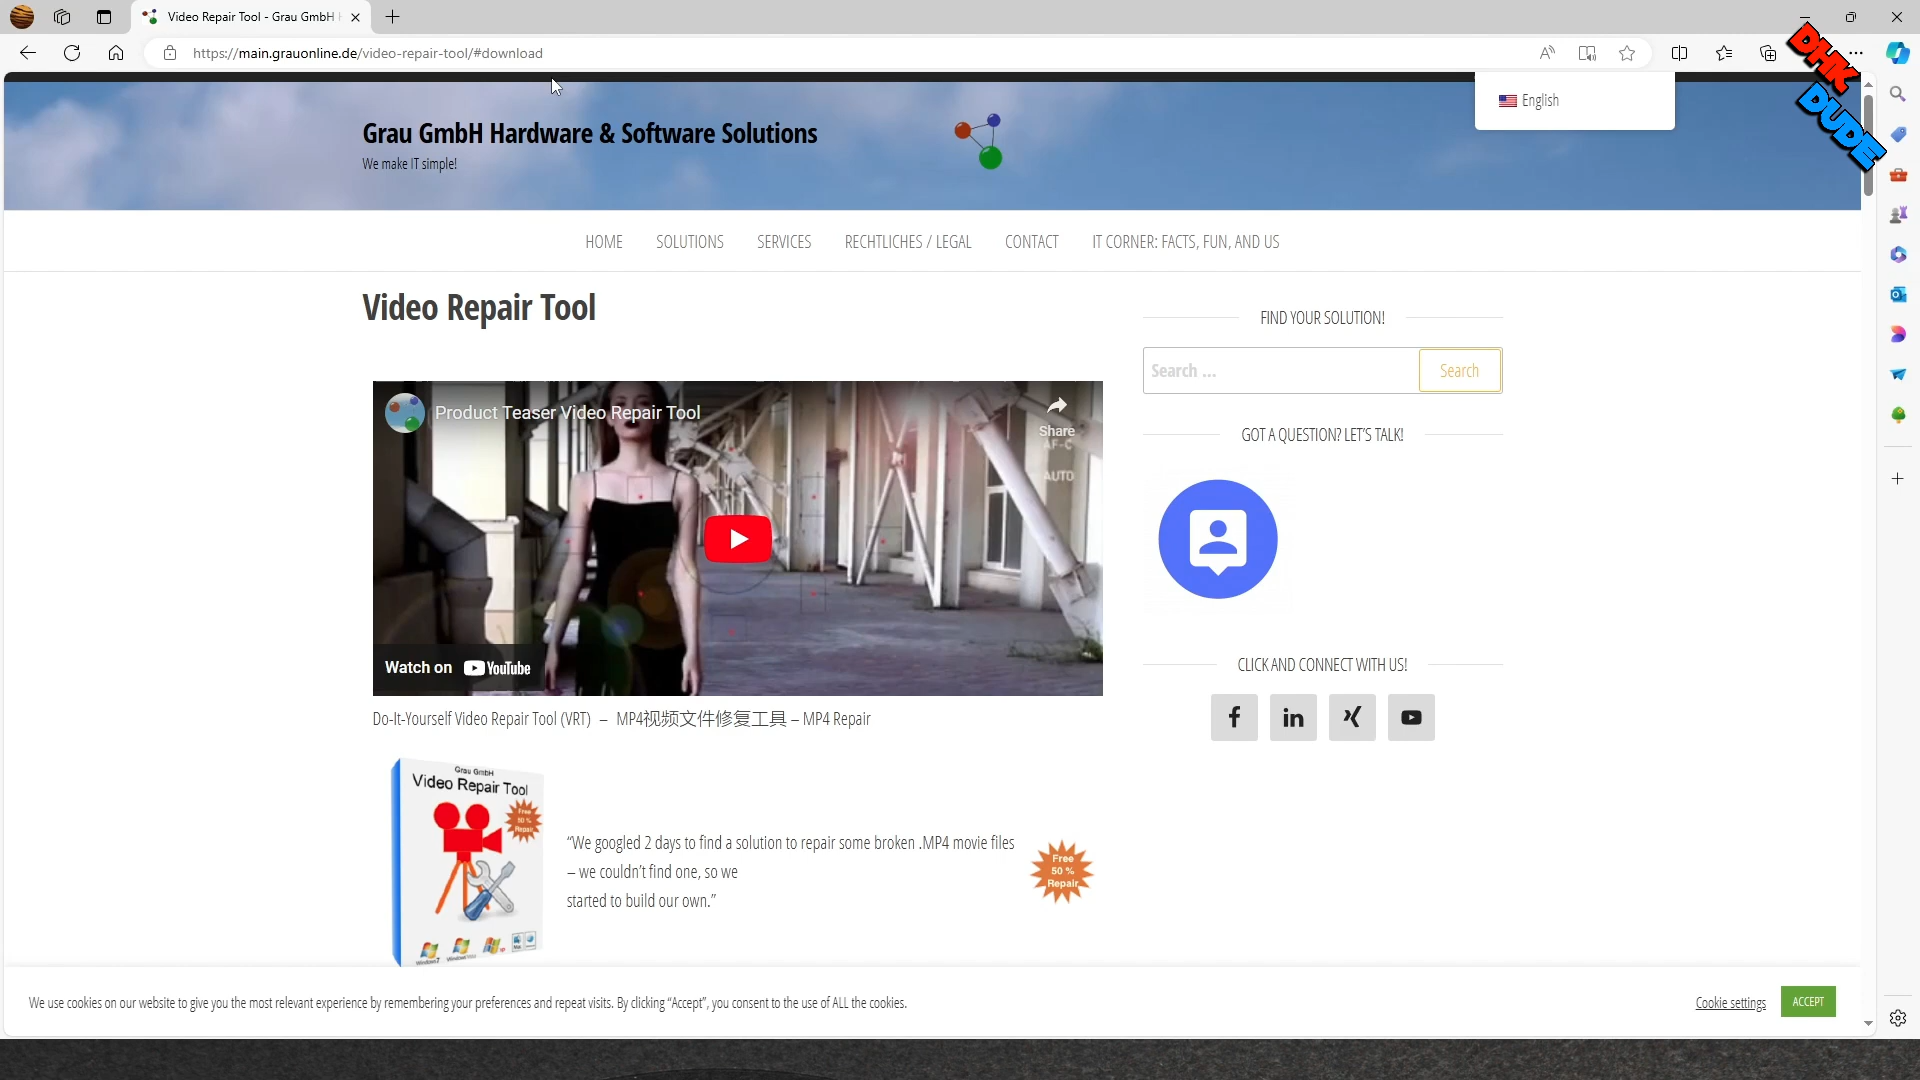 Video Repair Tool - Grau GmbH H
https://main.grauonline.de/video-repair-tool/#download
DHK
DUDE
English
Grau GmbH Hardware & Software Solutions
We make IT simple!
HOME SOLUTIONS SERVICES RECHTLICHES / LEGAL CONTACT IT CORNER: FACTS, FUN, AND US
Video Repair Tool
FIND YOUR SOLUTION!
Search ... Search
GOT A QUESTION? LET'S TALK!
Product Teaser Video Repair Tool
Share
AF-C
AUTO
Watch on YouTube
CLICK AND CONNECT WITH US!
Do-It-Yourself Video Repair Tool (VRT) – MP4视频文件修复工具 – MP4 Repair
Grau GmbH
Video Repair Tool
Free
50 %
Repair
“We googled 2 days to find a solution to repair some broken .MP4 movie files
– we couldn't find one, so we
started to build our own.”
Free
50 %
Repair
We use cookies on our website to give you the most relevant experience by remembering your preferences and repeat visits. By clicking “Accept”, you consent to the use of ALL the cookies.
Cookie settings ACCEPT